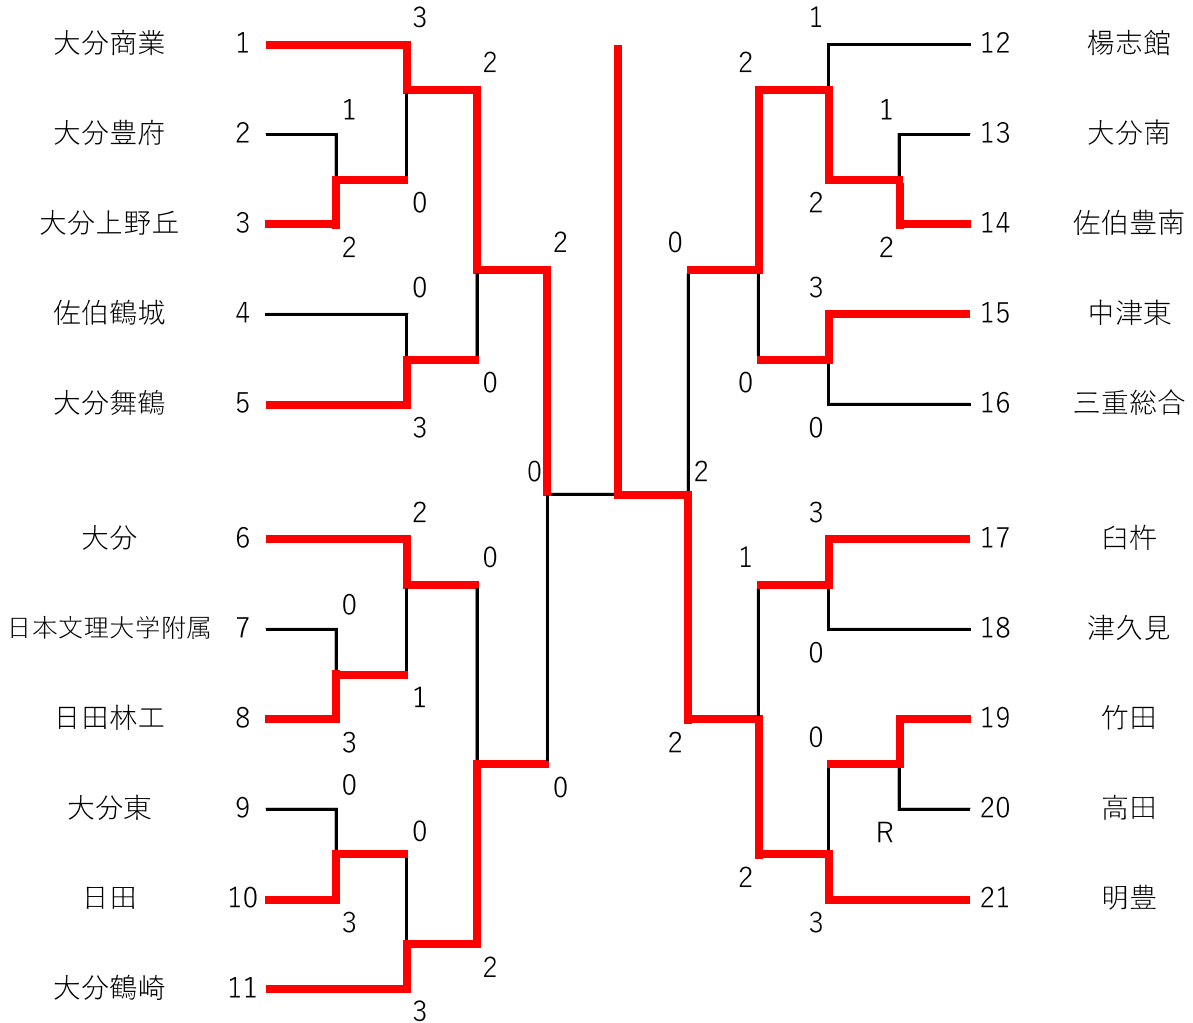 3
1
大分商業 1
12 楊志館
2
2
1
1
大分豊府 2
13 大分南
0
2
大分上野丘 3
14 佐伯豊南
2
2
2
0
0
3
佐伯鶴城 4
15 中津東
0
0
大分舞鶴 5
16 三重総合
3
0
0
2
2
3
大分 6
17 臼杵
0
1
0
日本文理大学附属 7
18 津久見
0
1
日田林工 8
19 竹田
3
2
0
0
0
大分東 9
20 高田
0
R
2
日田 10
21 明豊
3
3
2
大分鶴崎 11
3